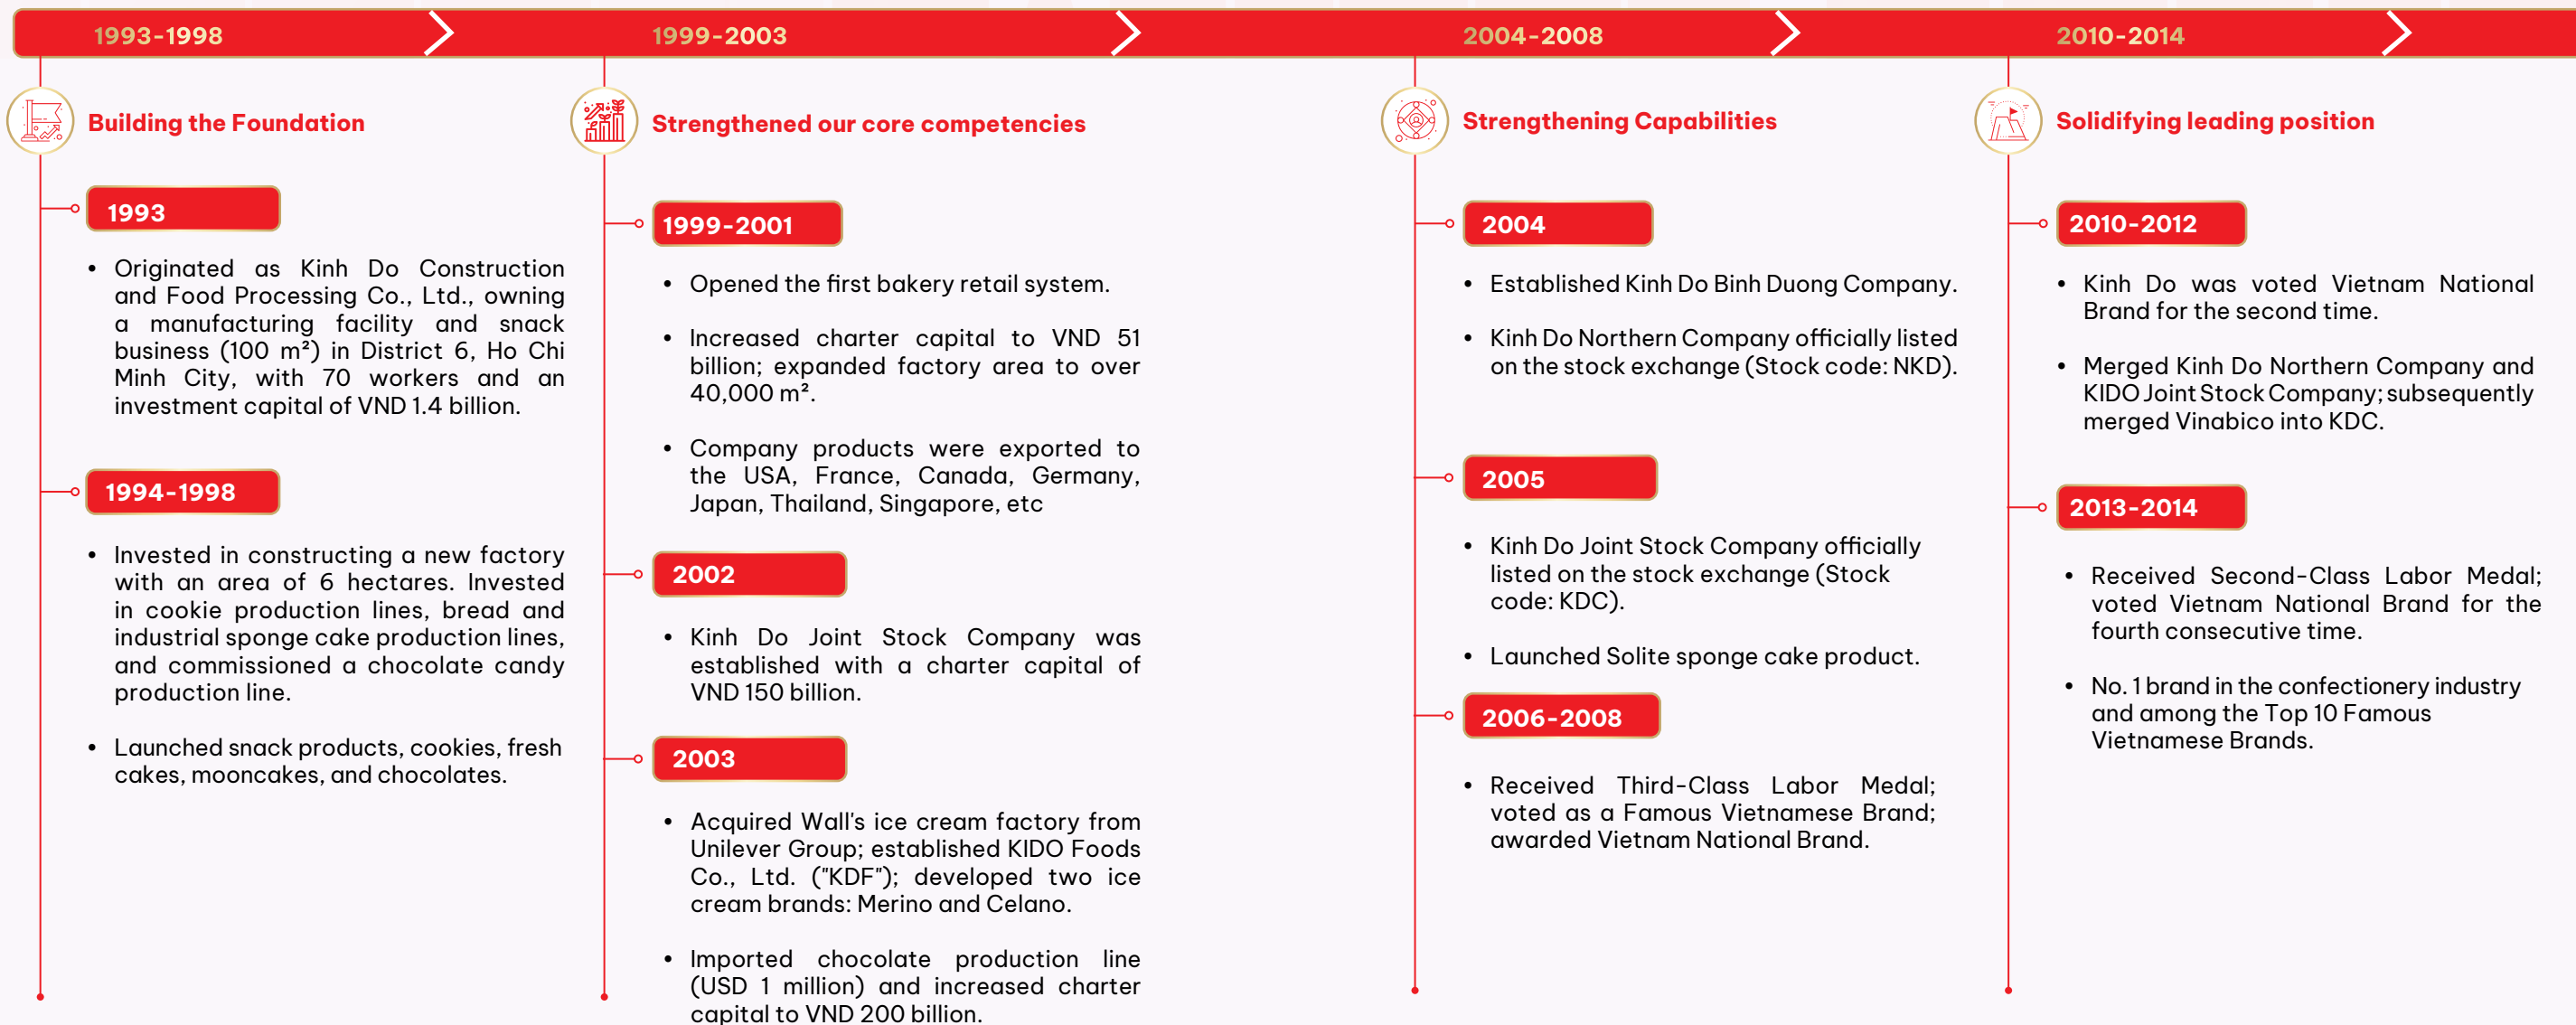 1993-1998
1999-2003
2004-2008
2010-2014
Building the Foundation
1993
• Originated as Kinh Do Construction
and Food Processing Co., Ltd., owning
a manufacturing facility and snack
business (100 m²) in District 6, Ho Chi
Minh City, with 70 workers and an
investment capital of VND 1.4 billion.
1994-1998
• Invested in constructing a new factory
with an area of 6 hectares. Invested
in cookie production lines, bread and
industrial sponge cake production lines,
and commissioned a chocolate candy
production line.
• Launched snack products, cookies, fresh
cakes, mooncakes, and chocolates.
Strengthened our core competencies
1999-2001
• Opened the first bakery retail system.
• Increased charter capital to VND 51
billion; expanded factory area to over
40,000 m².
• Company products were exported to
the USA, France, Canada, Germany,
Japan, Thailand, Singapore, etc
2002
• Kinh Do Joint Stock Company was
established with a charter capital of
VND 150 billion.
2003
• Acquired Wall's ice cream factory from
Unilever Group; established KIDO Foods
Co., Ltd. ("KDF"); developed two ice
cream brands: Merino and Celano.
• Imported chocolate production line
(USD 1 million) and increased charter
capital to VND 200 billion.
Strengthening Capabilities
2004
• Established Kinh Do Binh Duong Company.
• Kinh Do Northern Company officially listed
on the stock exchange (Stock code: NKD).
2005
• Kinh Do Joint Stock Company officially
listed on the stock exchange (Stock
code: KDC).
• Launched Solite sponge cake product.
2006-2008
• Received Third-Class Labor Medal;
voted as a Famous Vietnamese Brand;
awarded Vietnam National Brand.
Solidifying leading position
2010-2012
• Kinh Do was voted Vietnam National
Brand for the second time.
• Merged Kinh Do Northern Company and
KIDO Joint Stock Company; subsequently
merged Vinabico into KDC.
2013-2014
• Received Second-Class Labor Medal;
voted Vietnam National Brand for the
fourth consecutive time.
• No. 1 brand in the confectionery industry
and among the Top 10 Famous
Vietnamese Brands.